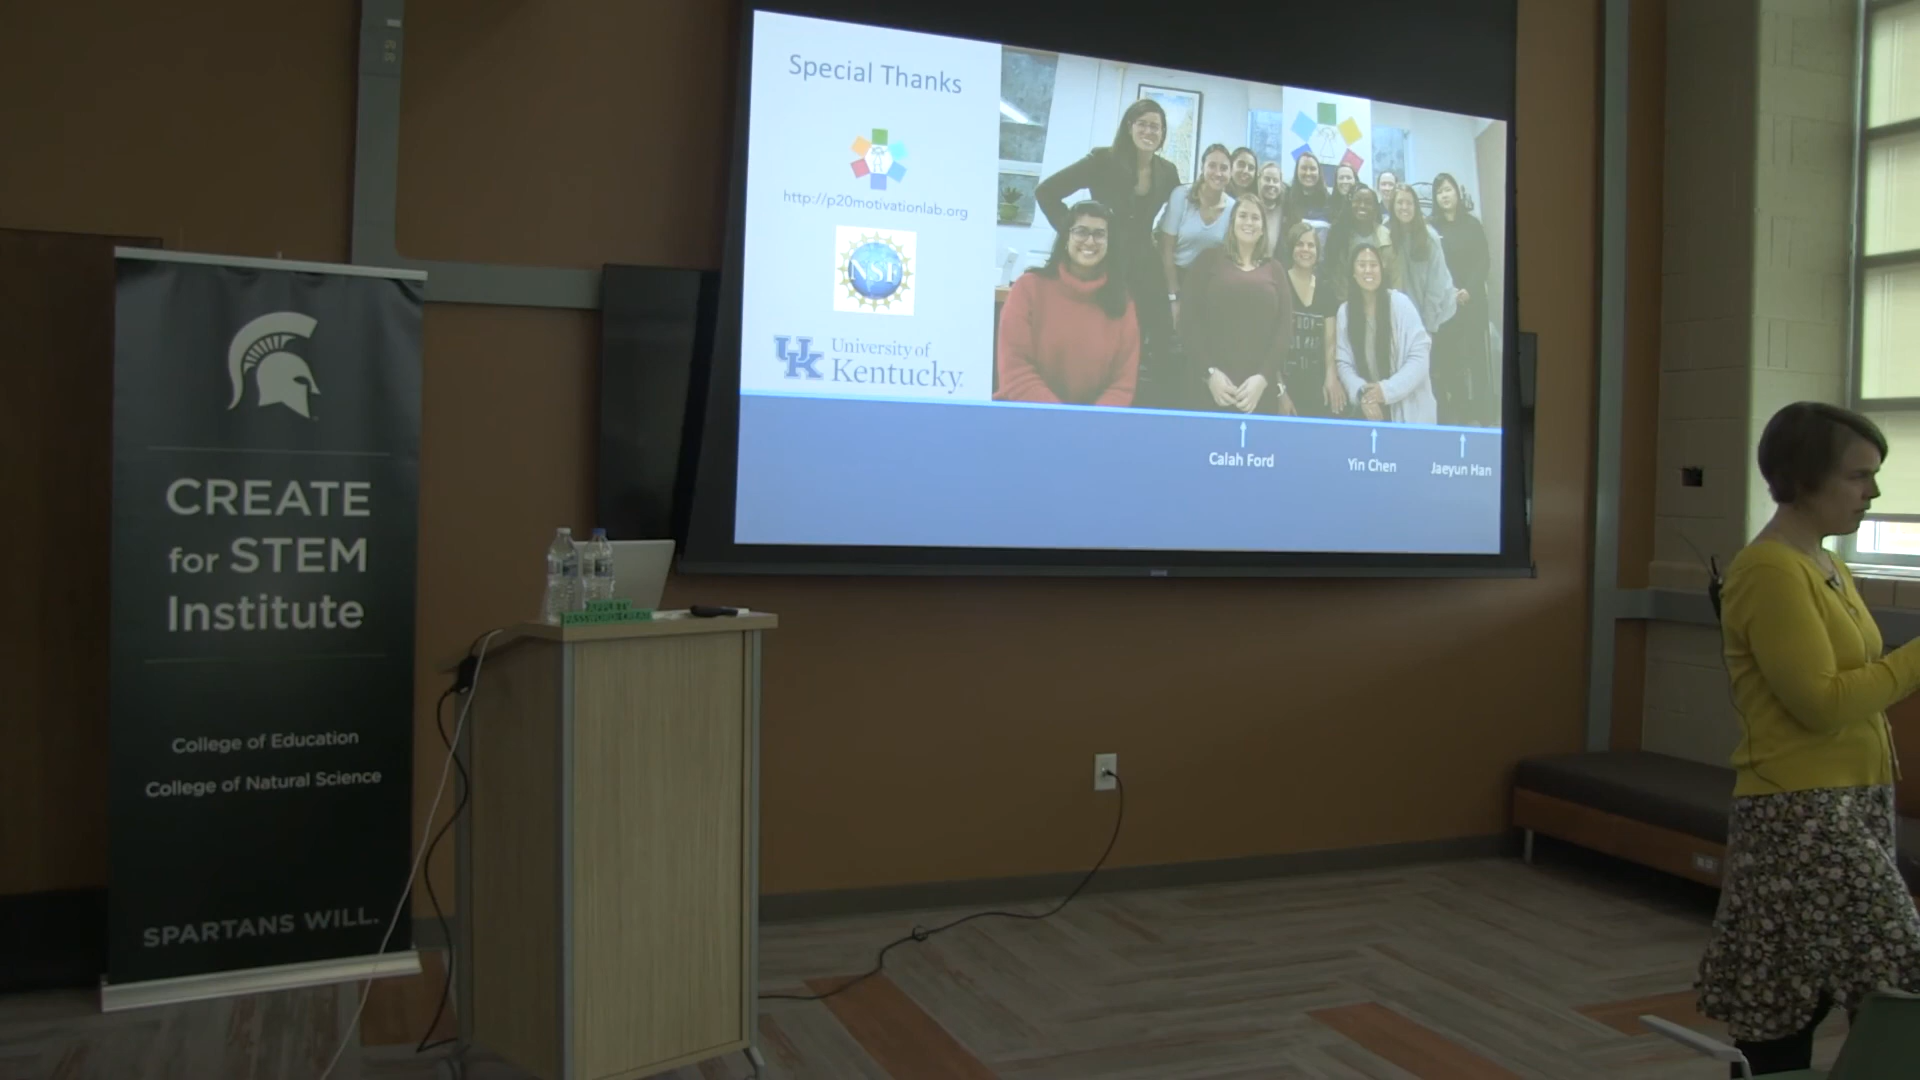 Special Thanks
http://p20motivationlab.org
NSF
UK University of
Kentucky
Calah Ford
Yin Chen
Jaeyun Han
CREATE
for STEM
Institute
College of Education
College of Natural Science
SPARTANS WILL.